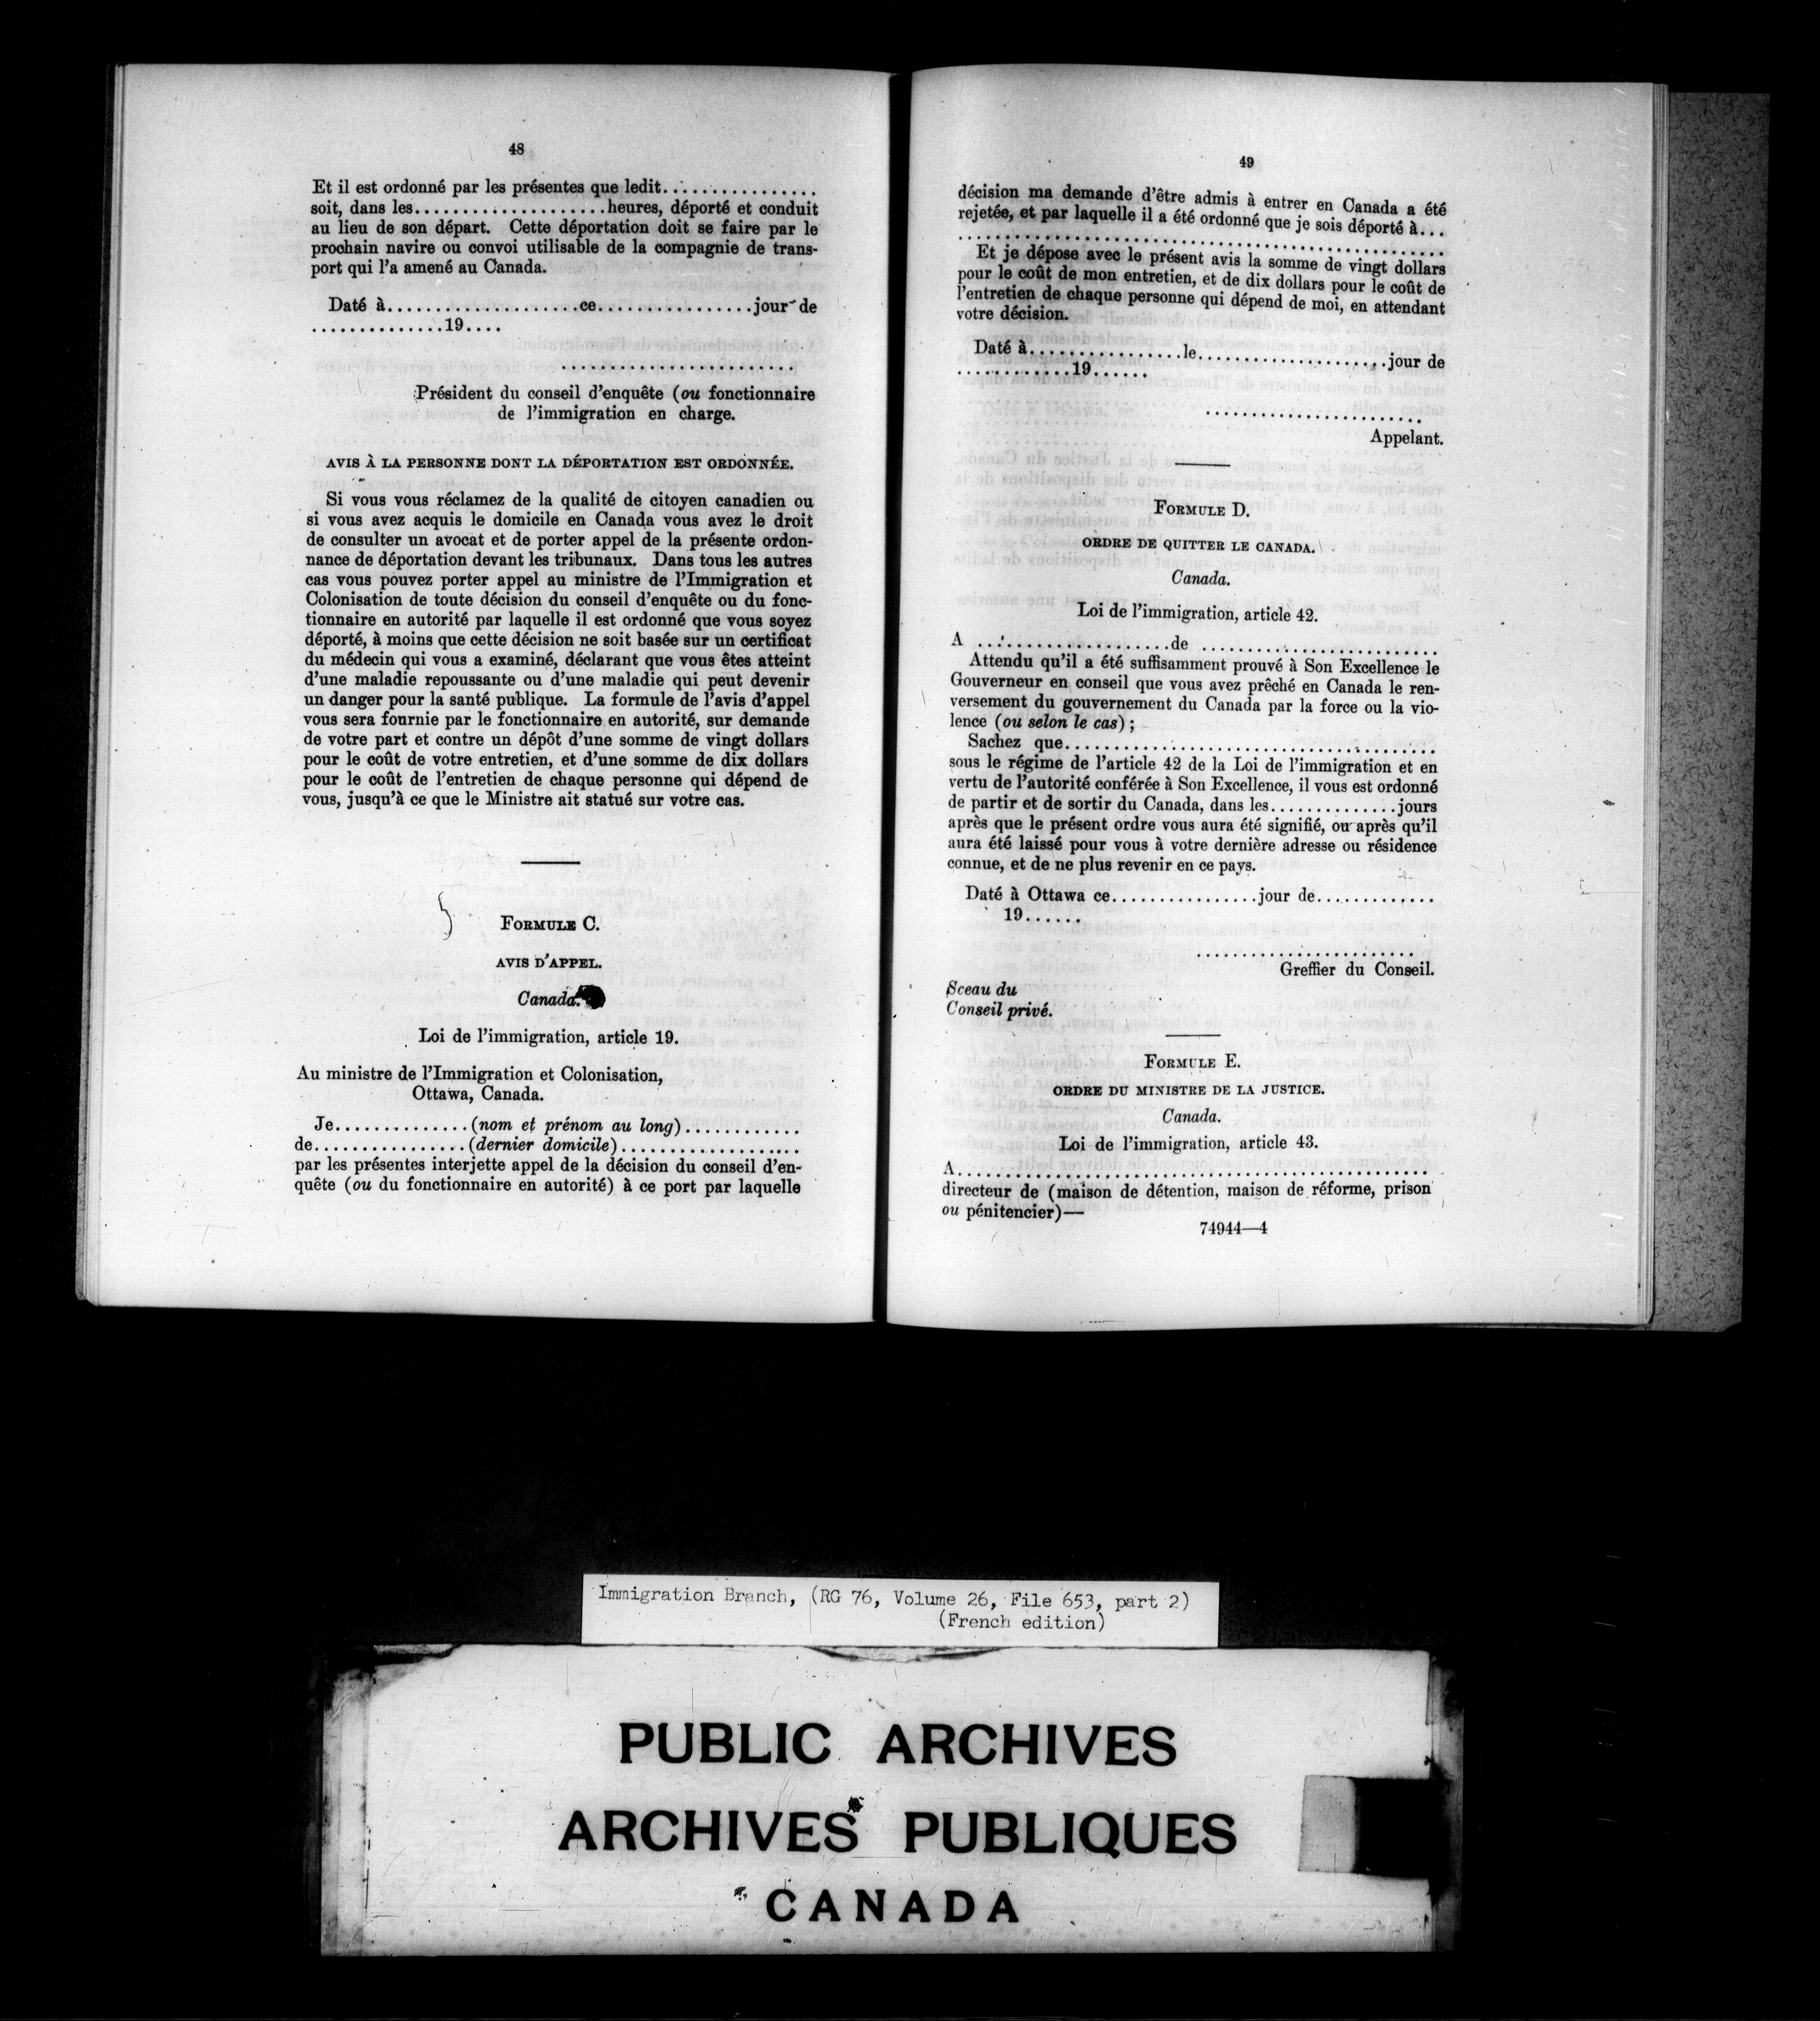 48
Et il est ordonné par les présentes que ledit................
soit, dans les....................heures, déporté et conduit
au lieu de son départ. Cette déportation doit se faire par le
prochain navire ou convoi utilisable de la compagnie de trans-
port qui l'a amené au Canada.
Daté à....................ce................jour de
..............19....
........................
Président du conseil d'enquête (ou fonctionnaire
de l'immigration en charge.
AVIS À LA PERSONNE DONT LA DÉPORTATION EST ORDONNÉE.
Si vous vous réclamez de la qualité de citoyen canadien ou
si vous avez acquis le domicile en Canada vous avez le droit
de consulter un avocat et de porter appel de la présente ordon-
nance de déportation devant les tribunaux. Dans tous les autres
cas vous pouvez porter appel au ministre de l'Immigration et
Colonisation de toute décision du conseil d'enquête ou du fonc-
tionnaire en autorité par laquelle il est ordonné que vous soyez
déporté, à moins que cette décision ne soit basée sur un certificat
du médecin qui vous a examiné, déclarant que vous êtes atteint
d'une maladie repoussante ou d'une maladie qui peut devenir
un danger pour la santé publique. La formule de l'avis d'appel
vous sera fournie par le fonctionnaire en autorité, sur demande
de votre part et contre un dépôt d'une somme de vingt dollars
pour le coût de votre entretien, et d'une somme de dix dollars
pour le coût de l'entretien de chaque personne qui dépend de
vous, jusqu'à ce que le Ministre ait statué sur votre cas.
FORMULE C.
AVIS D'APPEL.
Canada.
Loi de l'immigration, article 19.
Au ministre de l'Immigration et Colonisation,
Ottawa, Canada.
Je..............(nom et prénom au long)............
de................(dernier domicile)...................
par les présentes interjette appel de la décision du conseil d'en-
quête (ou du fonctionnaire en autorité) à ce port par laquelle
49
décision ma demande d'être admis à entrer en Canada a été
rejetée, et par laquelle il a été ordonné que je sois déporté à...
..................................................
Et je dépose avec le présent avis la somme de vingt dollars
pour le coût de mon entretien, et de dix dollars pour le coût de
l'entretien de chaque personne qui dépend de moi, en attendant
votre décision.
Daté à................le....................jour de
............19......
........................
Appelant.
FORMULE D.
ORDRE DE QUITTER LE CANADA.
Canada.
Loi de l'immigration, article 42.
A ....................de .........................
Attendu qu'il a été suffisamment prouvé à Son Excellence le
Gouverneur en conseil que vous avez prêché en Canada le ren-
versement du gouvernement du Canada par la force ou la vio-
lence (ou selon le cas);
Sachez que.......................................
sous le régime de l'article 42 de la Loi de l'immigration et en
vertu de l'autorité conférée à Son Excellence, il vous est ordonné
de partir et de sortir du Canada, dans les..............jours
après que le présent ordre vous aura été signifié, ou après qu'il
aura été laissé pour vous à votre dernière adresse ou résidence
connue, et de ne plus revenir en ce pays.
Daté à Ottawa ce...............jour de.............
19......
........................
Greffier du Conseil.
Sceau du
Conseil privé.
FORMULE E.
ORDRE DU MINISTRE DE LA JUSTICE.
Canada.
Loi de l'immigration, article 43.
A..................................................
directeur de (maison de détention, maison de réforme, prison
ou pénitencier)—
74944—4
Immigration Branch, (RG 76, Volume 26, File 653, part 2)
(French edition)
PUBLIC ARCHIVES
ARCHIVES PUBLIQUES
CANADA